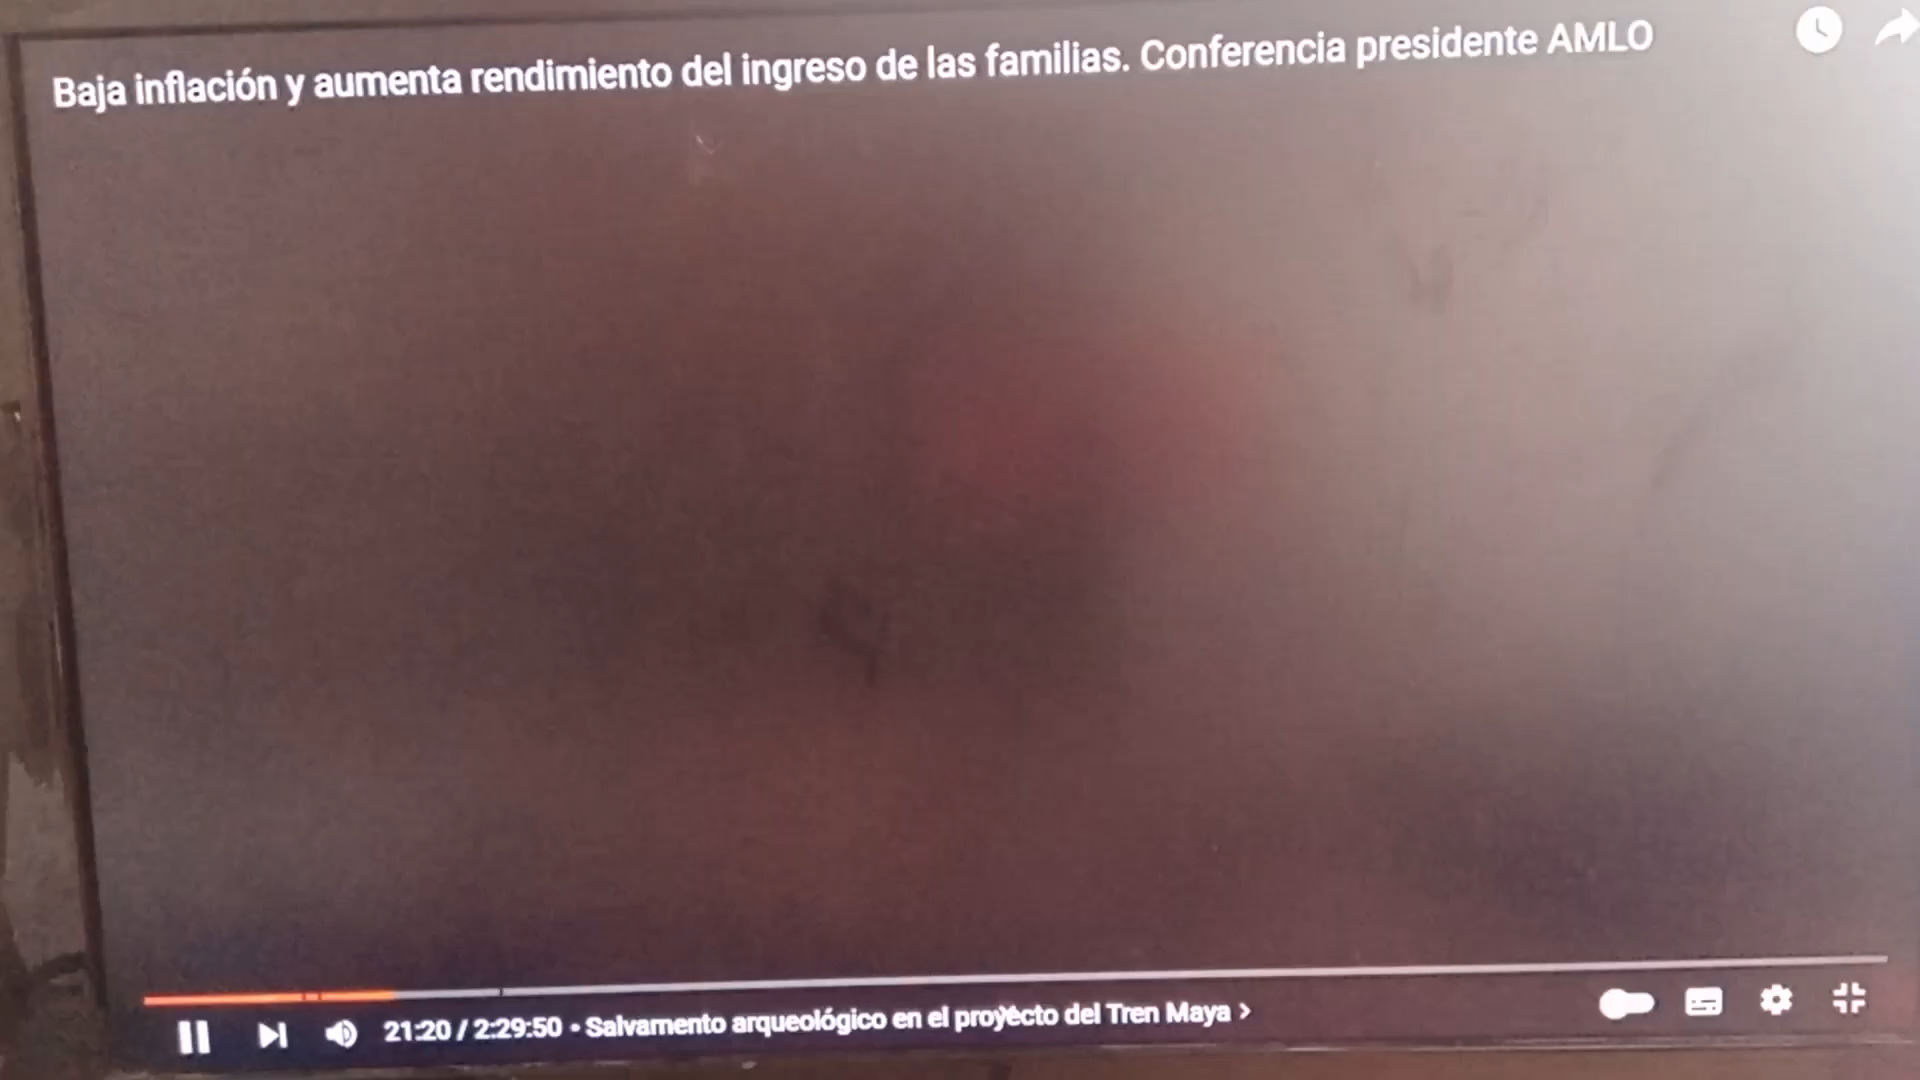 Baja inflación y aumenta rendimiento del ingreso de las familias. Conferencia presidente AMLO
21:20 / 2:29:50 • Salvamento arqueológico en el proyecto del Tren Maya >